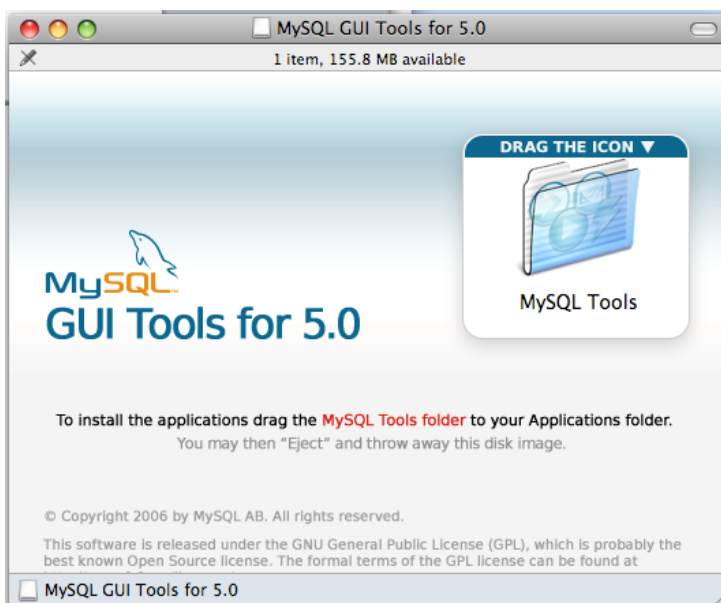 MySQL GUI Tools for 5.0
1 item, 155.8 MB available
DRAG THE ICON ▼
MySQL Tools
MySQL
GUI Tools for 5.0
To install the applications drag the MySQL Tools folder to your Applications folder.
You may then “Eject” and throw away this disk image.
© Copyright 2006 by MySQL AB. All rights reserved.
This software is released under the GNU General Public License (GPL), which is probably the
best known Open Source license. The formal terms of the GPL license can be found at
MySQL GUI Tools for 5.0